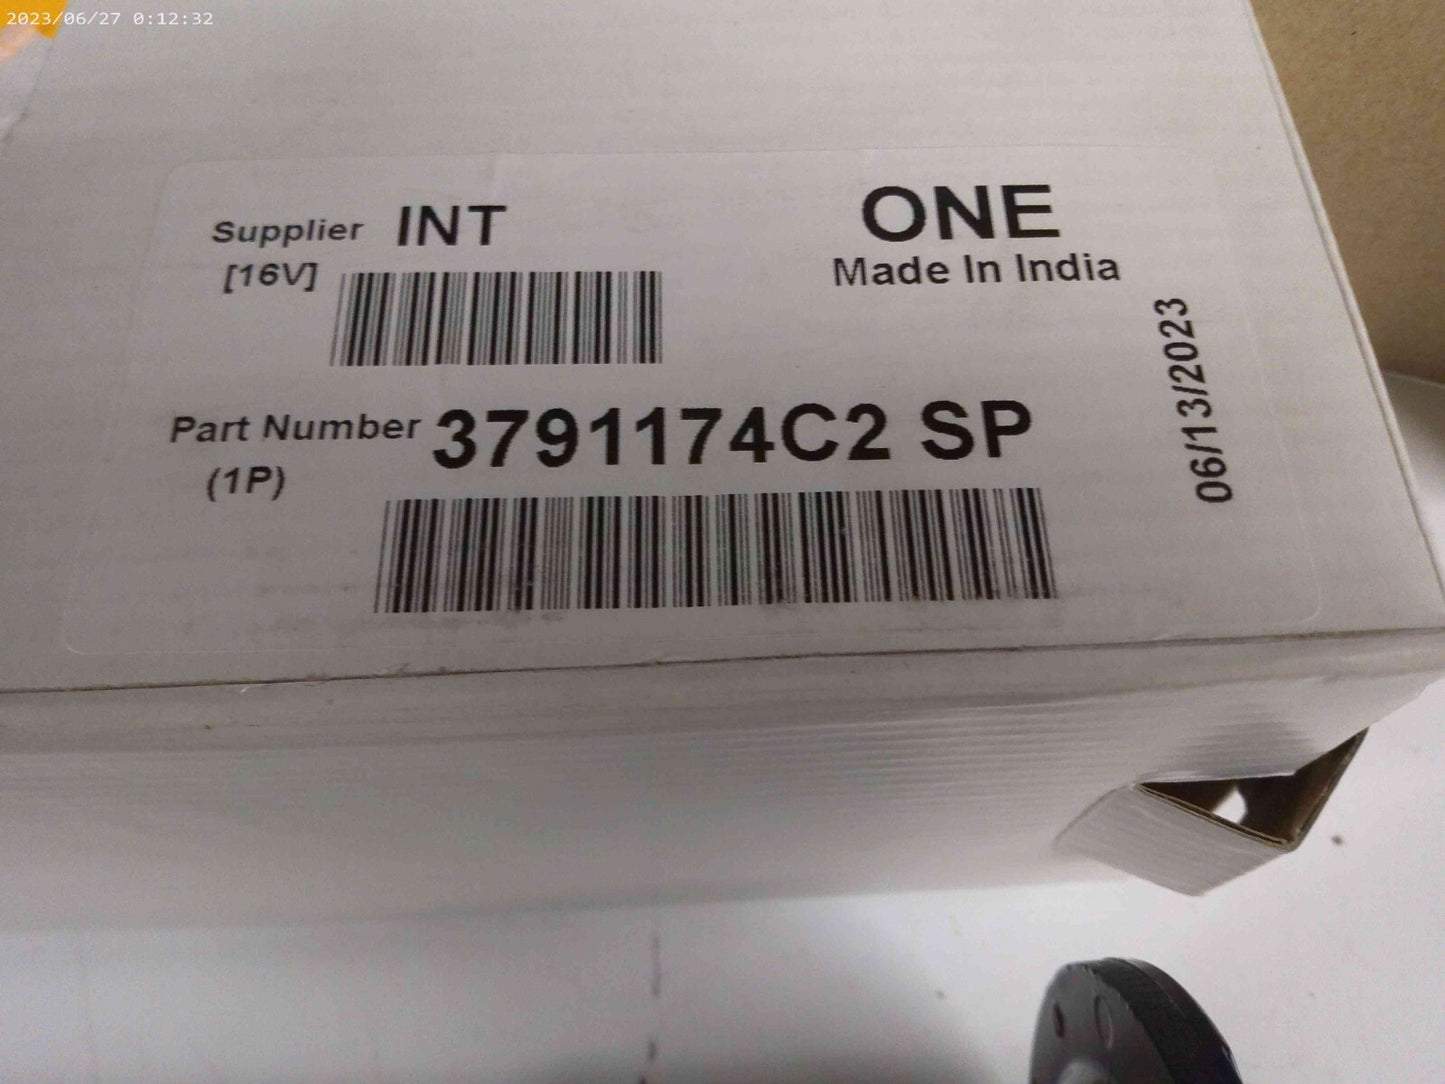 2023/06/27 0:12:32
Supplier INT
[16V]
ONE
Made In India
06/13/2023
Part Number 3791174C2 SP
(1P)